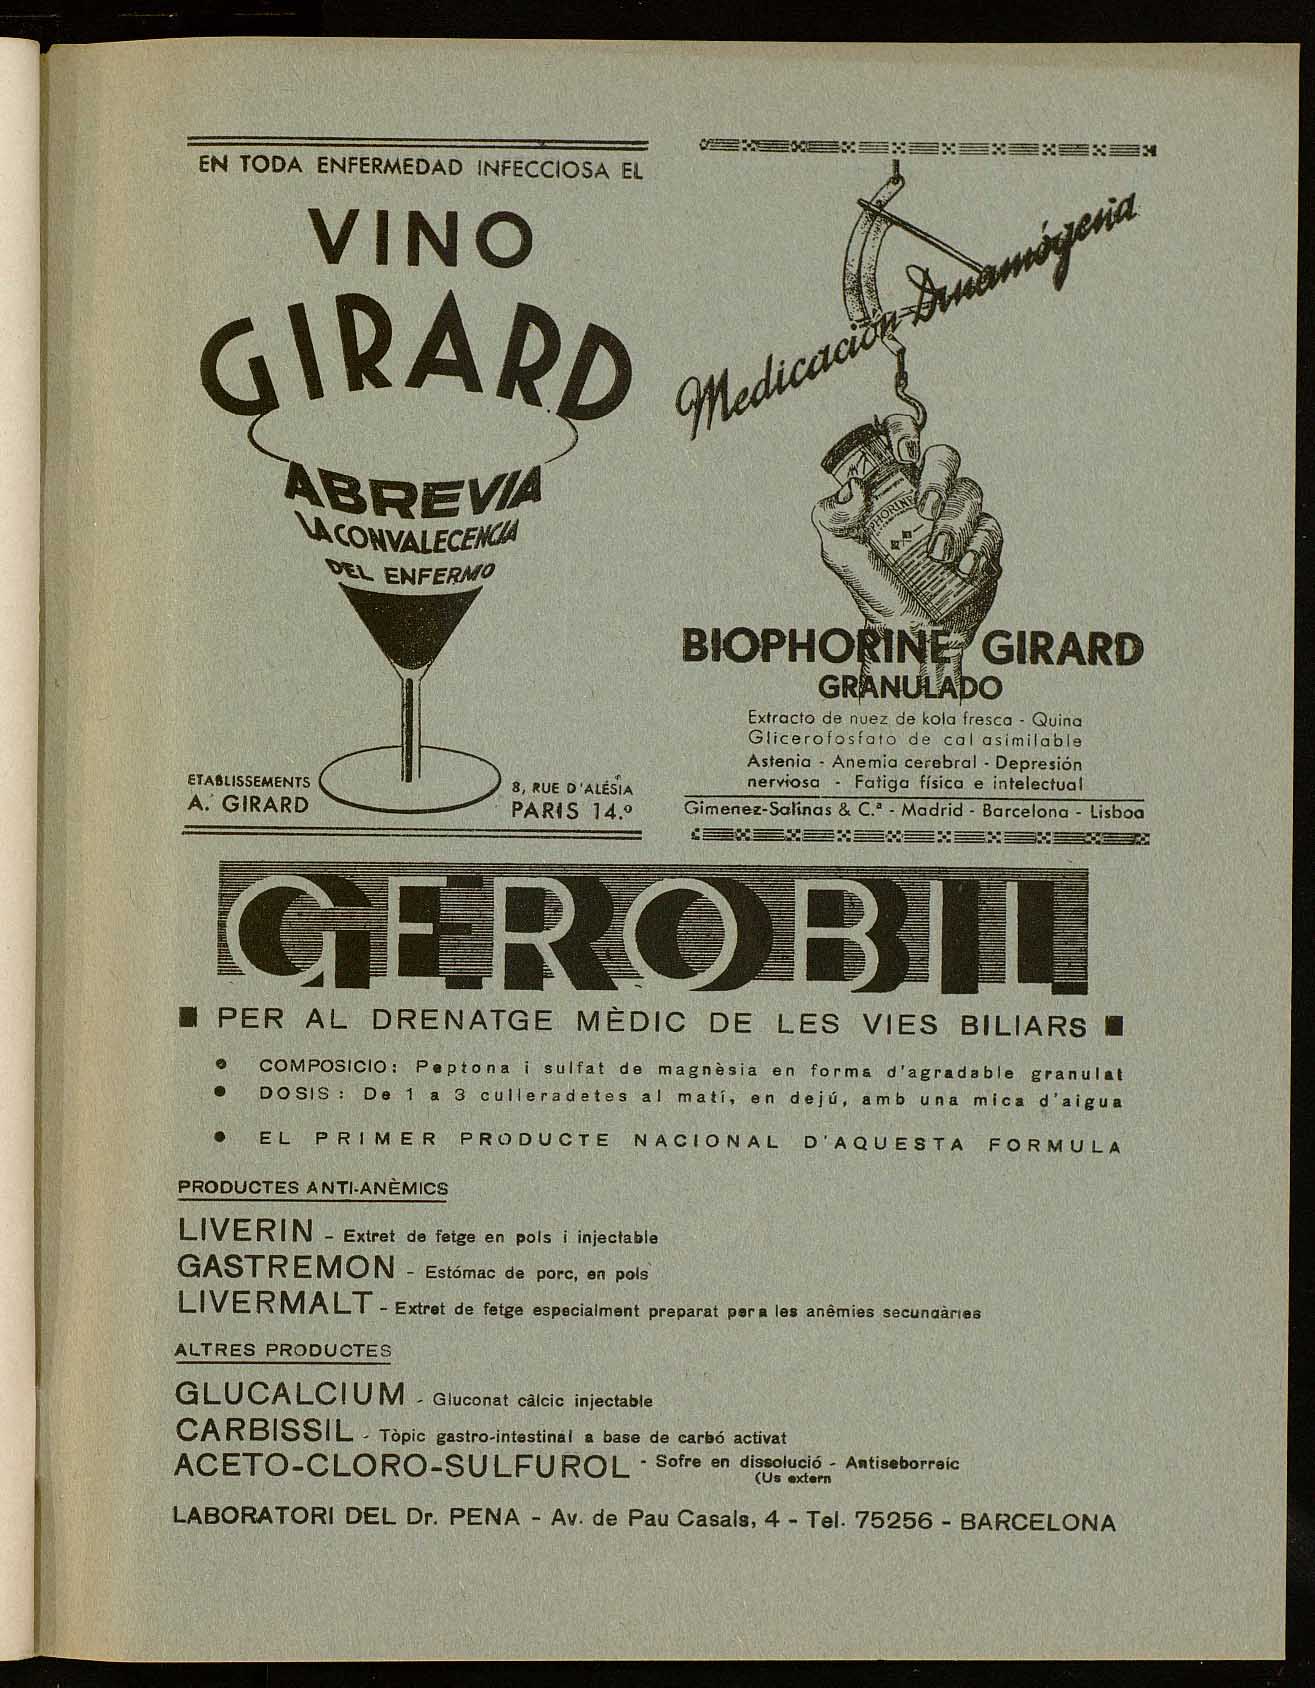 EN TODA ENFERMEDAD INFECCIOSA EL
VINO
GIRARD
ABREVIA
LA CONVALECENCIA
DEL ENFERMO
ETABLISSEMENTS
A. GIRARD
8, RUE D'ALÉSIA
PARIS 14.º
Medicación Dinamógena
PHORINE
BIOPHORINE GIRARD
GRANULADO
Extracto de nuez de kola fresca - Quina
Glicerofosfato de cal asimilable
Astenia - Anemia cerebral - Depresión
nerviosa - Fatiga física e intelectual
Gimenez-Salinas & C.ª - Madrid - Barcelona - Lisboa
GEROBIL
PER AL DRENATGE MÈDIC DE LES VIES BILIARS
• COMPOSICIO: Peptona i sulfat de magnèsia en forma d'agradable granulat
• DOSIS: De 1 a 3 culleradetes al matí, en dejú, amb una mica d'aigua
• EL PRIMER PRODUCTE NACIONAL D'AQUESTA FORMULA
PRODUCTES ANTI-ANÈMICS
LIVERIN - Extret de fetge en pols i injectable
GASTREMON - Estómac de porc, en pols
LIVERMALT - Extret de fetge especialment preparat per a les anêmies secundàries
ALTRES PRODUCTES
GLUCALCIUM - Gluconat câlcic injectable
CARBISSIL - Tòpic gastro-intestinal a base de carbó activat
ACETO-CLORO-SULFUROL - Sofre en dissolució - Antiseborreic
(Us extern
LABORATORI DEL Dr. PENA - Av. de Pau Casals, 4 - Tel. 75256 - BARCELONA